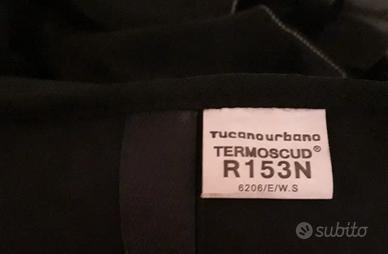 Tucanourbano
TERMOSCUD®
R153N
6206/E/W.S
subito